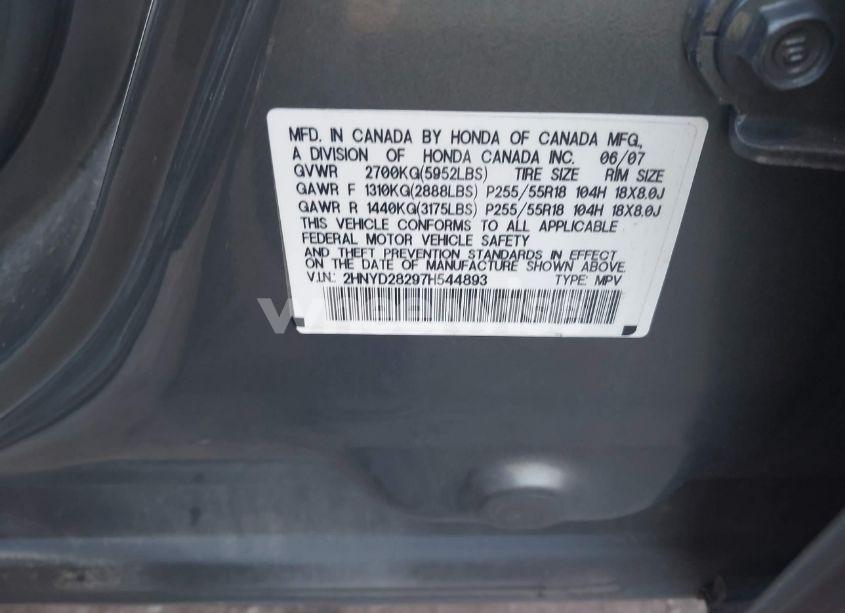 MFD. IN CANADA BY HONDA OF CANADA MFG.,
A DIVISION OF HONDA CANADA INC. 06/07
GVWR 2700KG(5952LBS) TIRE SIZE RIM SIZE
GAWR F 1310KG(2888LBS) P255/55R18 104H 18X8.0J
GAWR R 1440KG(3175LBS) P255/55R18 104H 18X8.0J
THIS VEHICLE CONFORMS TO ALL APPLICABLE
FEDERAL MOTOR VEHICLE SAFETY
AND THEFT PREVENTION STANDARDS IN EFFECT
ON THE DATE OF MANUFACTURE SHOWN ABOVE.
V.I.N.: 2HNYD28297H544893 TYPE: MPV